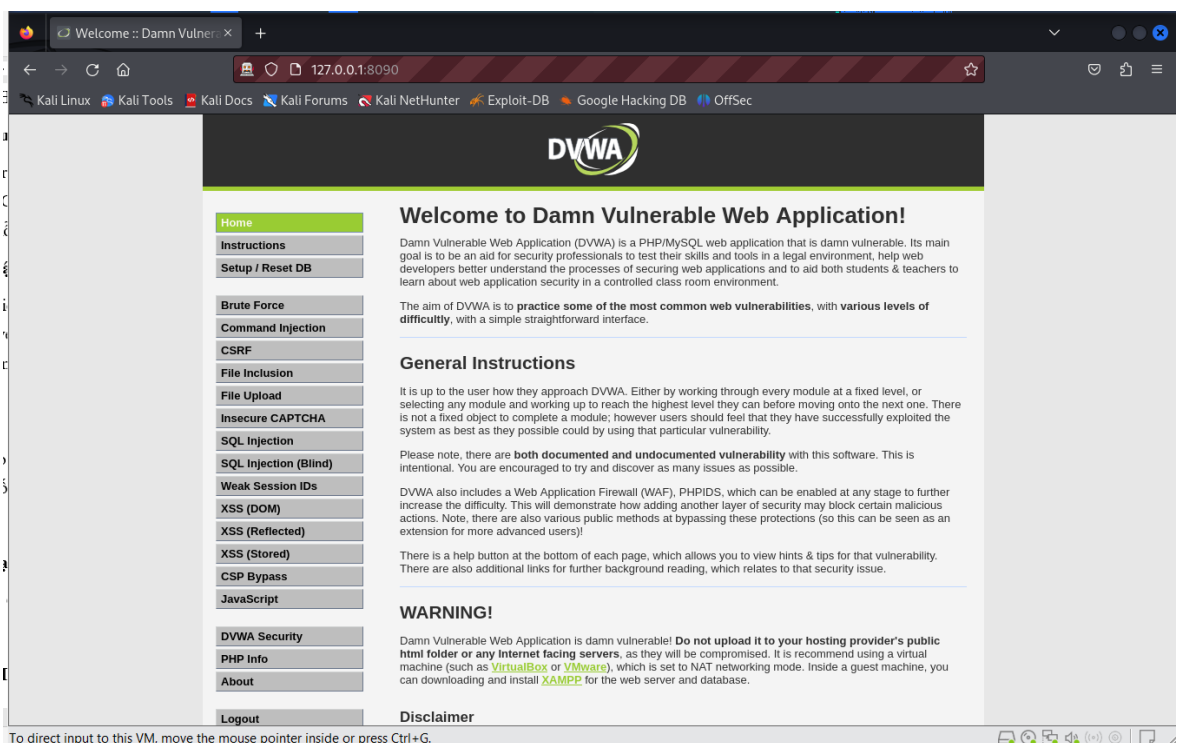 Welcome :: Damn Vulner
127.0.0.1:8090
Kali Linux Kali Tools Kali Docs Kali Forums Kali NetHunter Exploit-DB Google Hacking DB OffSec
DVWA
Home
Instructions
Setup / Reset DB
Brute Force
Command Injection
CSRF
File Inclusion
File Upload
Insecure CAPTCHA
SQL Injection
SQL Injection (Blind)
Weak Session IDs
XSS (DOM)
XSS (Reflected)
XSS (Stored)
CSP Bypass
JavaScript
DVWA Security
PHP Info
About
Logout
Welcome to Damn Vulnerable Web Application!
Damn Vulnerable Web Application (DVWA) is a PHP/MySQL web application that is damn vulnerable. Its main
goal is to be an aid for security professionals to test their skills and tools in a legal environment, help web
developers better understand the processes of securing web applications and to aid both students & teachers to
learn about web application security in a controlled class room environment.
The aim of DVWA is to practice some of the most common web vulnerabilities, with various levels of
difficultly, with a simple straightforward interface.
General Instructions
It is up to the user how they approach DVWA. Either by working through every module at a fixed level, or
selecting any module and working up to reach the highest level they can before moving onto the next one. There
is not a fixed object to complete a module; however users should feel that they have successfully exploited the
system as best as they possible could by using that particular vulnerability.
Please note, there are both documented and undocumented vulnerability with this software. This is
intentional. You are encouraged to try and discover as many issues as possible.
DVWA also includes a Web Application Firewall (WAF), PHPIDS, which can be enabled at any stage to further
increase the difficulty. This will demonstrate how adding another layer of security may block certain malicious
actions. Note, there are also various public methods at bypassing these protections (so this can be seen as an
extension for more advanced users)!
There is a help button at the bottom of each page, which allows you to view hints & tips for that vulnerability.
There are also additional links for further background reading, which relates to that security issue.
WARNING!
Damn Vulnerable Web Application is damn vulnerable! Do not upload it to your hosting provider's public
html folder or any Internet facing servers, as they will be compromised. It is recommend using a virtual
machine (such as VirtualBox or VMware), which is set to NAT networking mode. Inside a guest machine, you
can downloading and install XAMPP for the web server and database.
Disclaimer
To direct input to this VM, move the mouse pointer inside or press Ctrl+G.